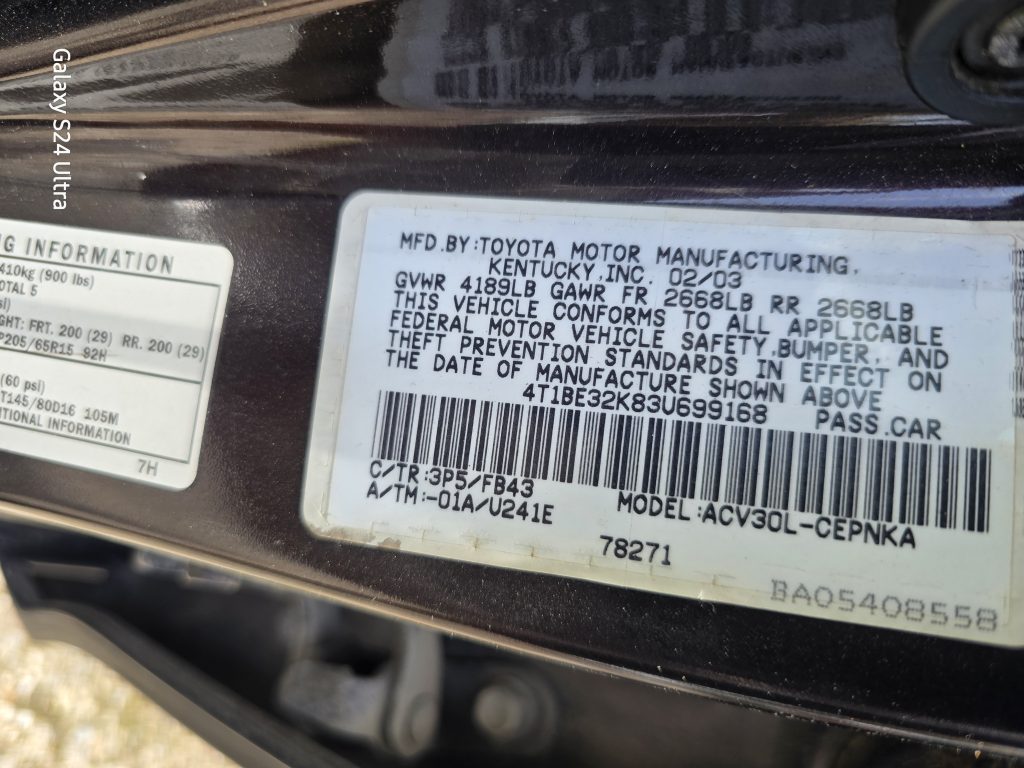 Galaxy S24 Ultra
NG INFORMATION
410kg (900 lbs)
OTAL 5
GHT: FRT. 200 (29) RR. 200 (29)
P205/65R15 92H
(60 psi)
T145/80D16 105M
ITIONAL INFORMATION
7H
MFD.BY:TOYOTA MOTOR MANUFACTURING,
KENTUCKY,INC. 02/03
GVWR 4189LB GAWR FR 2668LB RR 2668LB
THIS VEHICLE CONFORMS TO ALL APPLICABLE
FEDERAL MOTOR VEHICLE SAFETY,BUMPER, AND
THEFT PREVENTION STANDARDS IN EFFECT ON
THE DATE OF MANUFACTURE SHOWN ABOVE
4T1BE32K83U699168 PASS.CAR
C/TR:3P5/FB43
A/TM:-01A/U241E
MODEL:ACV30L-CEPNKA
78271
BA05408558